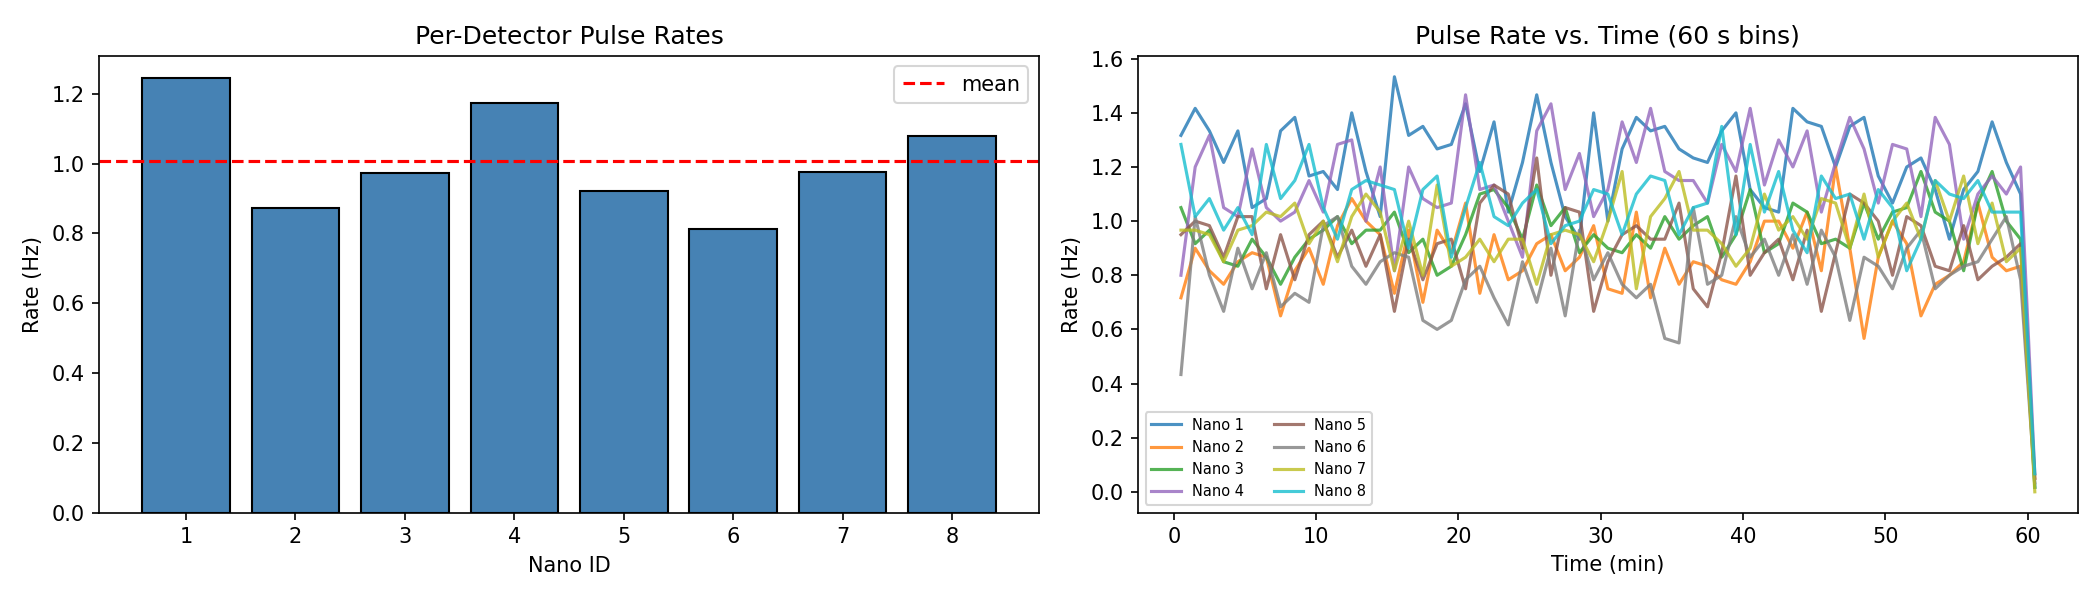 Per-Detector Pulse Rates
mean
Rate (Hz)
1.2
1.0
0.8
0.6
0.4
0.2
0.0
1 2 3 4 5 6 7 8
Nano ID
Pulse Rate vs. Time (60 s bins)
Rate (Hz)
1.6
1.4
1.2
1.0
0.8
0.6
0.4
0.2
0.0
Nano 1
Nano 2
Nano 3
Nano 4
Nano 5
Nano 6
Nano 7
Nano 8
0 10 20 30 40 50 60
Time (min)